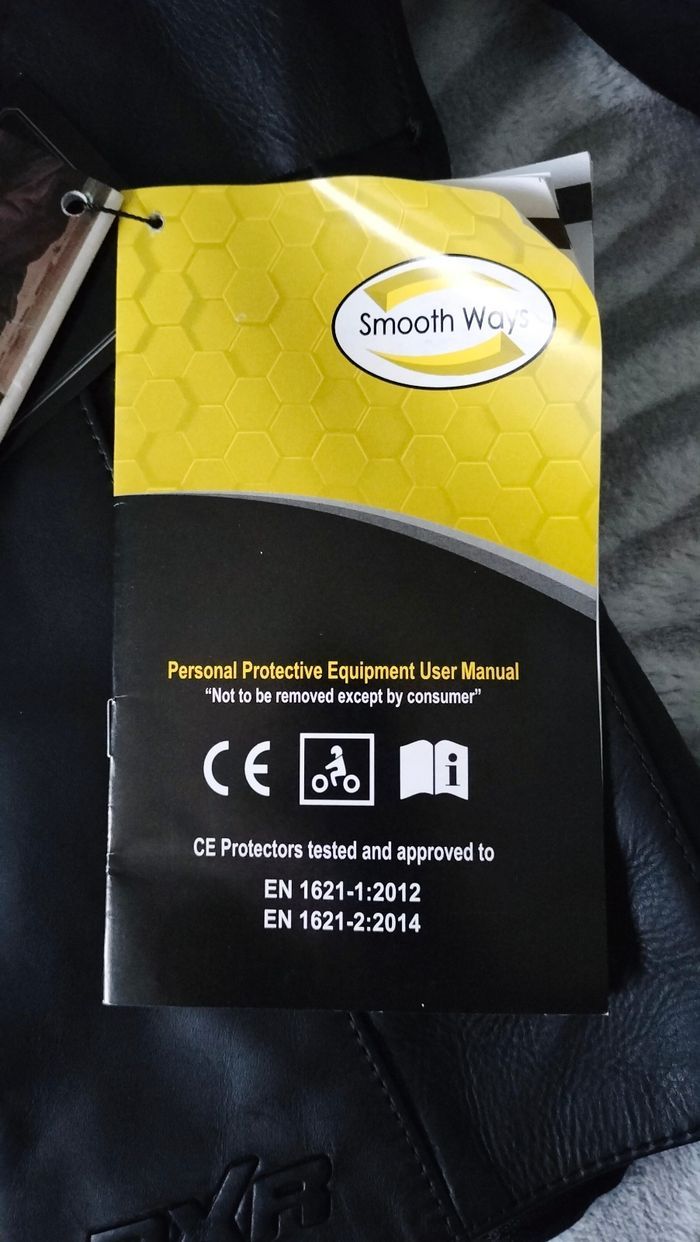 Smooth Ways
Personal Protective Equipment User Manual
“Not to be removed except by consumer”
CE
i
CE Protectors tested and approved to
EN 1621-1:2012
EN 1621-2:2014